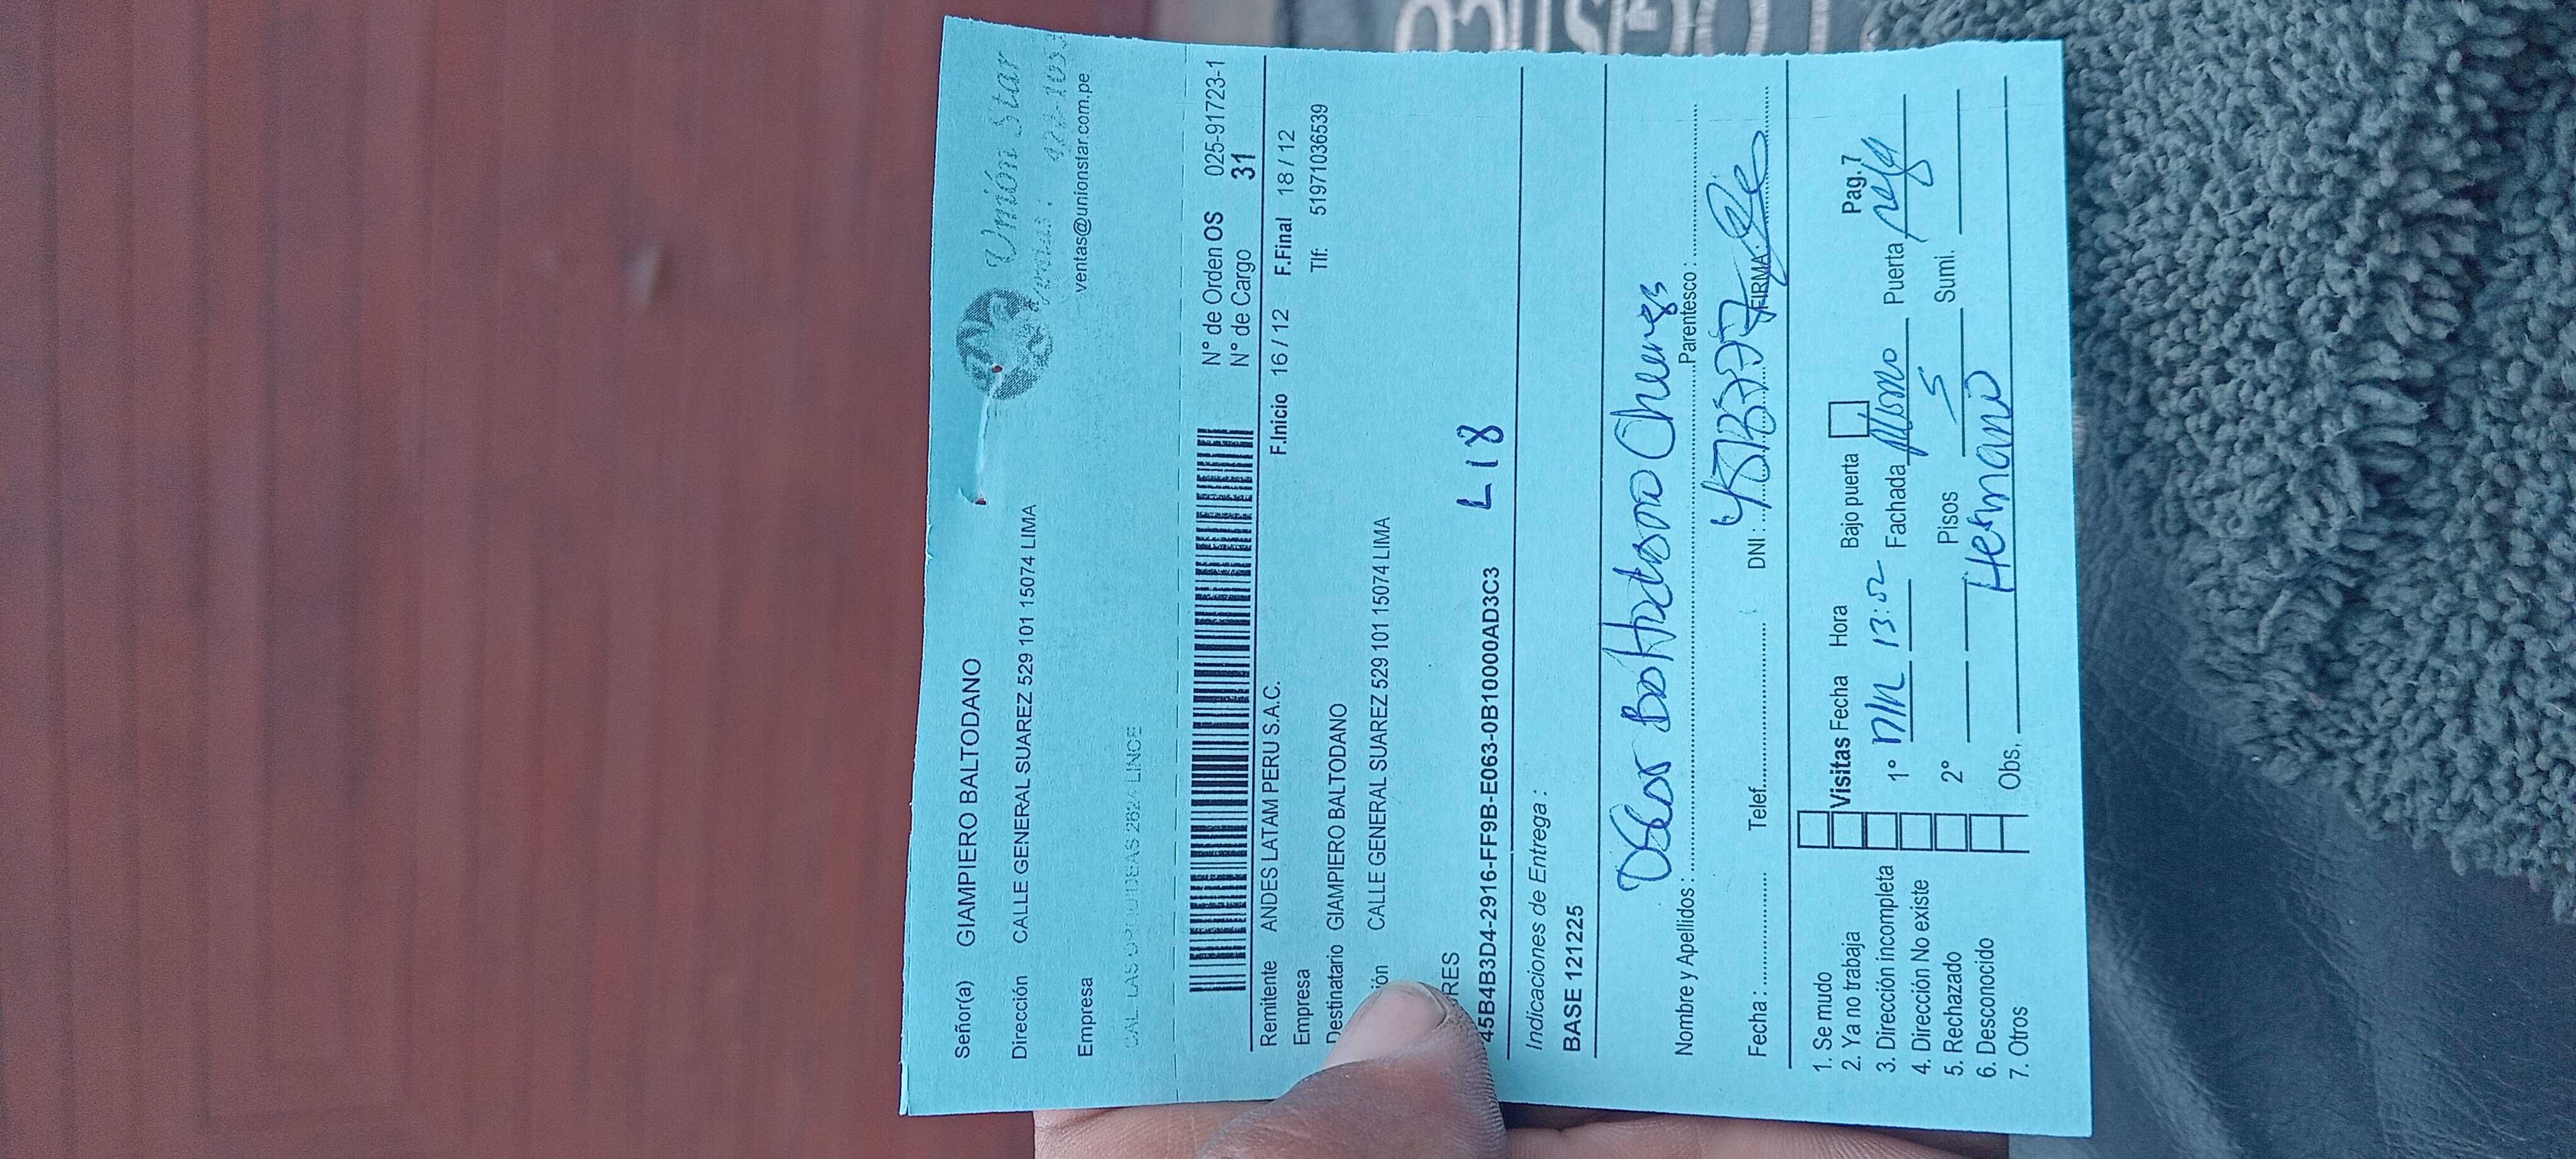 Señor(a) GIAMPIERO BALTODANO
Unión Star
Dirección CALLE GENERAL SUAREZ 529 101 15074 LIMA
Empresa
ventas@unionstar.com.pe
N° de Orden OS 025-91723-1
N° de Cargo 31
Remitente ANDES LATAM PERU S.A.C.
F.Inicio 16 / 12 F.Final 18 / 12
Empresa
Destinatario GIAMPIERO BALTODANO
Tlf: 51971036539
ión CALLE GENERAL SUAREZ 529 101 15074 LIMA
RES
45B4B3D4-2916-FF9B-E063-0B10000AD3C3 L18
Indicaciones de Entrega :
BASE 121225
Nombre y Apellidos : Parentesco :
Fecha : Telef. DNI : FIRMA
1. Se mudo
2. Ya no trabaja
3. Dirección incompleta
4. Dirección No existe
5. Rechazado
6. Desconocido
7. Otros
Visitas Fecha Hora Bajo puerta Pag. 7
1° 13:52 Fachada Puerta
2° Pisos 5 Sumi.
Obs, Hermano